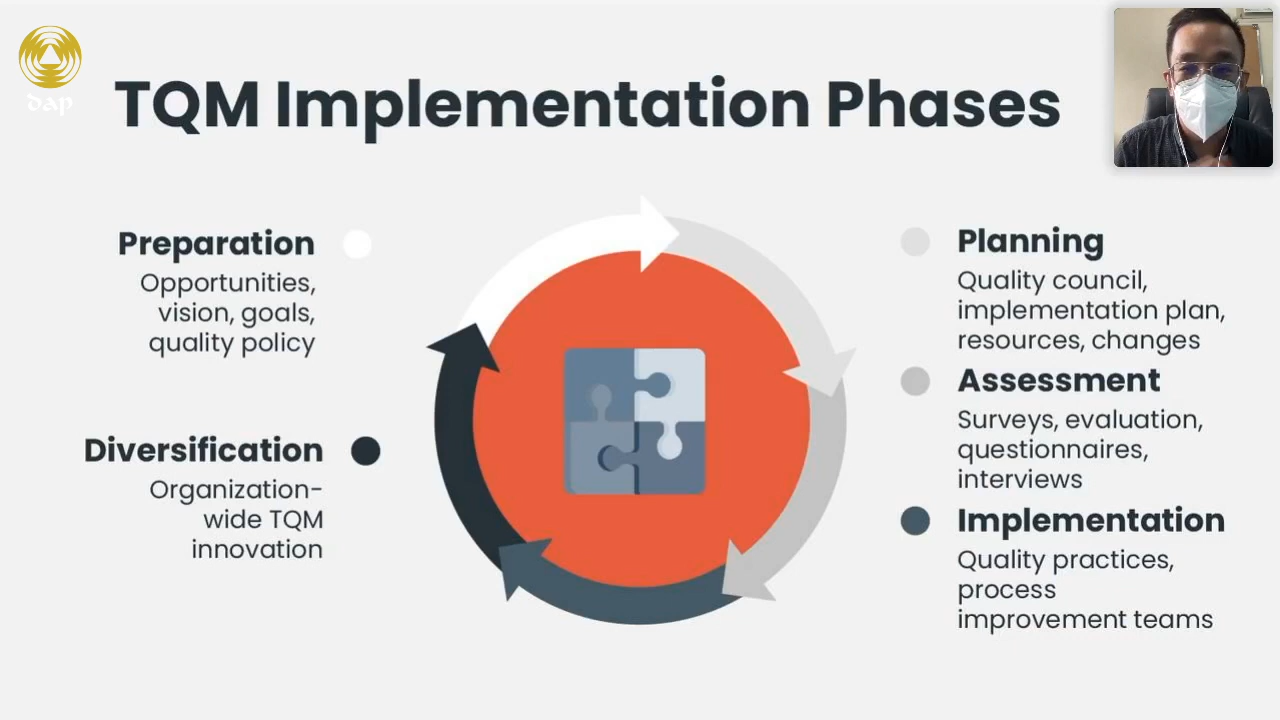 dap
TQM Implementation Phases
Preparation
Opportunities,
vision, goals,
quality policy
Diversification
Organization-
wide TQM
innovation
Planning
Quality council,
implementation plan,
resources, changes
Assessment
Surveys, evaluation,
questionnaires,
interviews
Implementation
Quality practices,
process
improvement teams